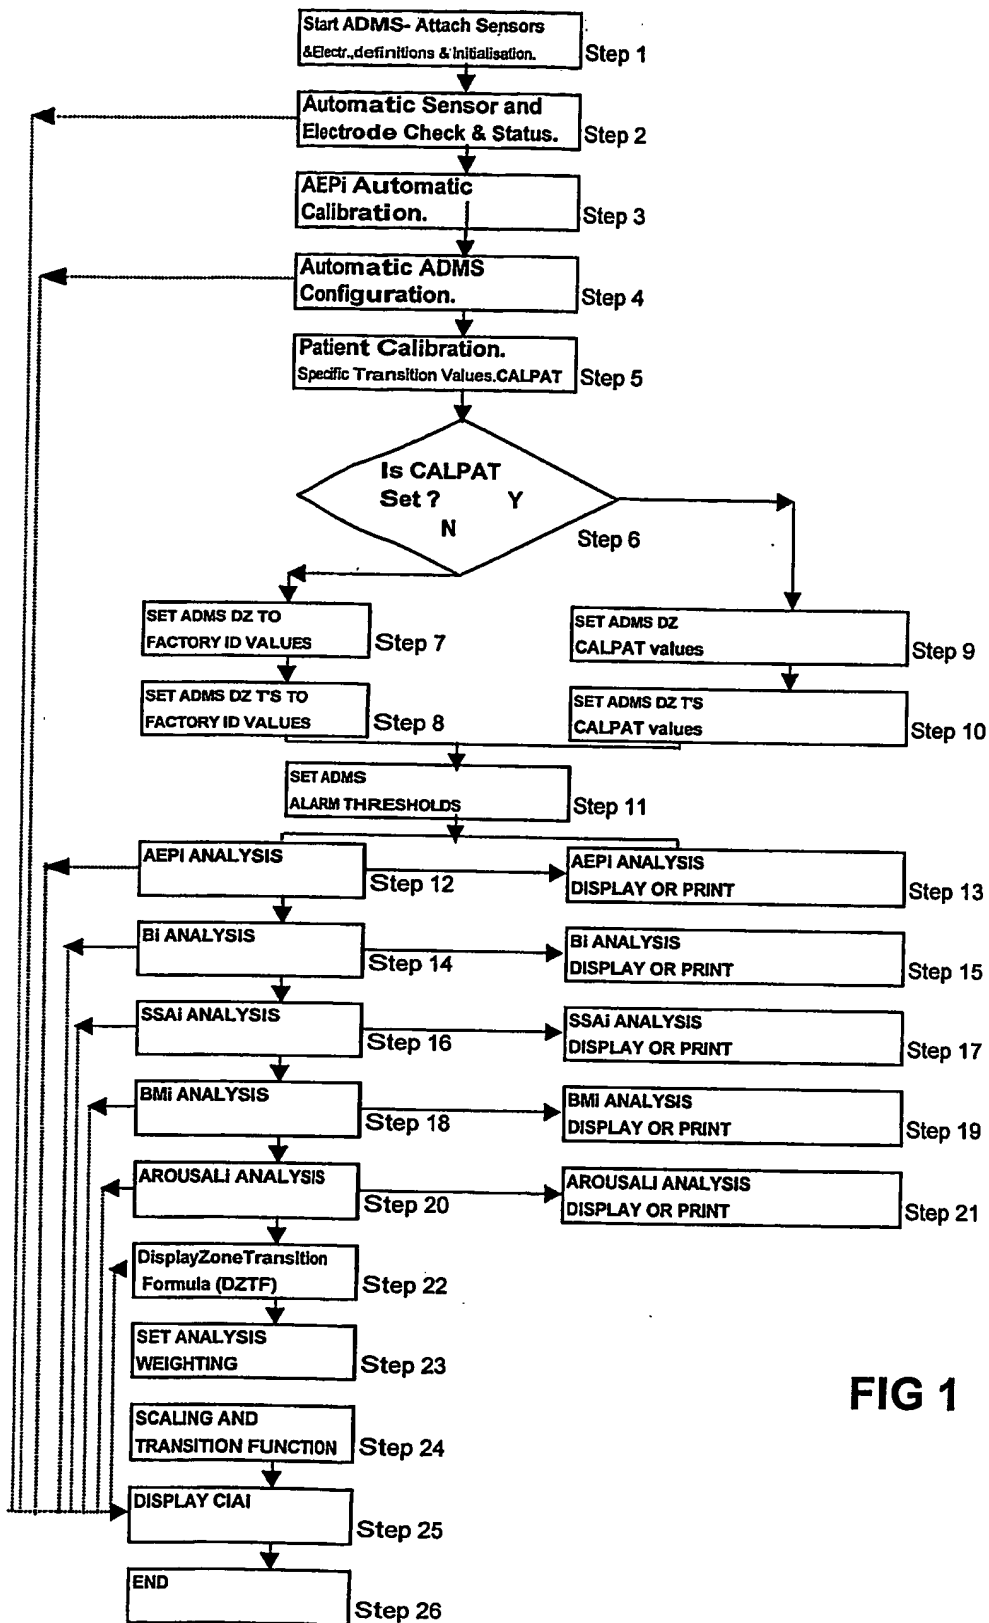 Start ADMS- Attach Sensors
&Electr.,definitions & Initialisation.
Step 1
Automatic Sensor and
Electrode Check & Status.
Step 2
AEPi Automatic
Calibration.
Step 3
Automatic ADMS
Configuration.
Step 4
Patient Calibration.
Specific Transition Values.CALPAT
Step 5
Is CALPAT
Set ? Y
N
Step 6
SET ADMS DZ TO
FACTORY ID VALUES
Step 7
SET ADMS DZ
CALPAT values
Step 9
SET ADMS DZ T'S TO
FACTORY ID VALUES
Step 8
SET ADMS DZ T'S
CALPAT values
Step 10
SET ADMS
ALARM THRESHOLDS
Step 11
AEPi ANALYSIS
Step 12
AEPi ANALYSIS
DISPLAY OR PRINT
Step 13
Bi ANALYSIS
Step 14
Bi ANALYSIS
DISPLAY OR PRINT
Step 15
SSAi ANALYSIS
Step 16
SSAi ANALYSIS
DISPLAY OR PRINT
Step 17
BMi ANALYSIS
Step 18
BMi ANALYSIS
DISPLAY OR PRINT
Step 19
AROUSALi ANALYSIS
Step 20
AROUSALi ANALYSIS
DISPLAY OR PRINT
Step 21
DisplayZoneTransition
Formula (DZTF)
Step 22
SET ANALYSIS
WEIGHTING
Step 23
FIG 1
SCALING AND
TRANSITION FUNCTION
Step 24
DISPLAY CIAi
Step 25
END
Step 26